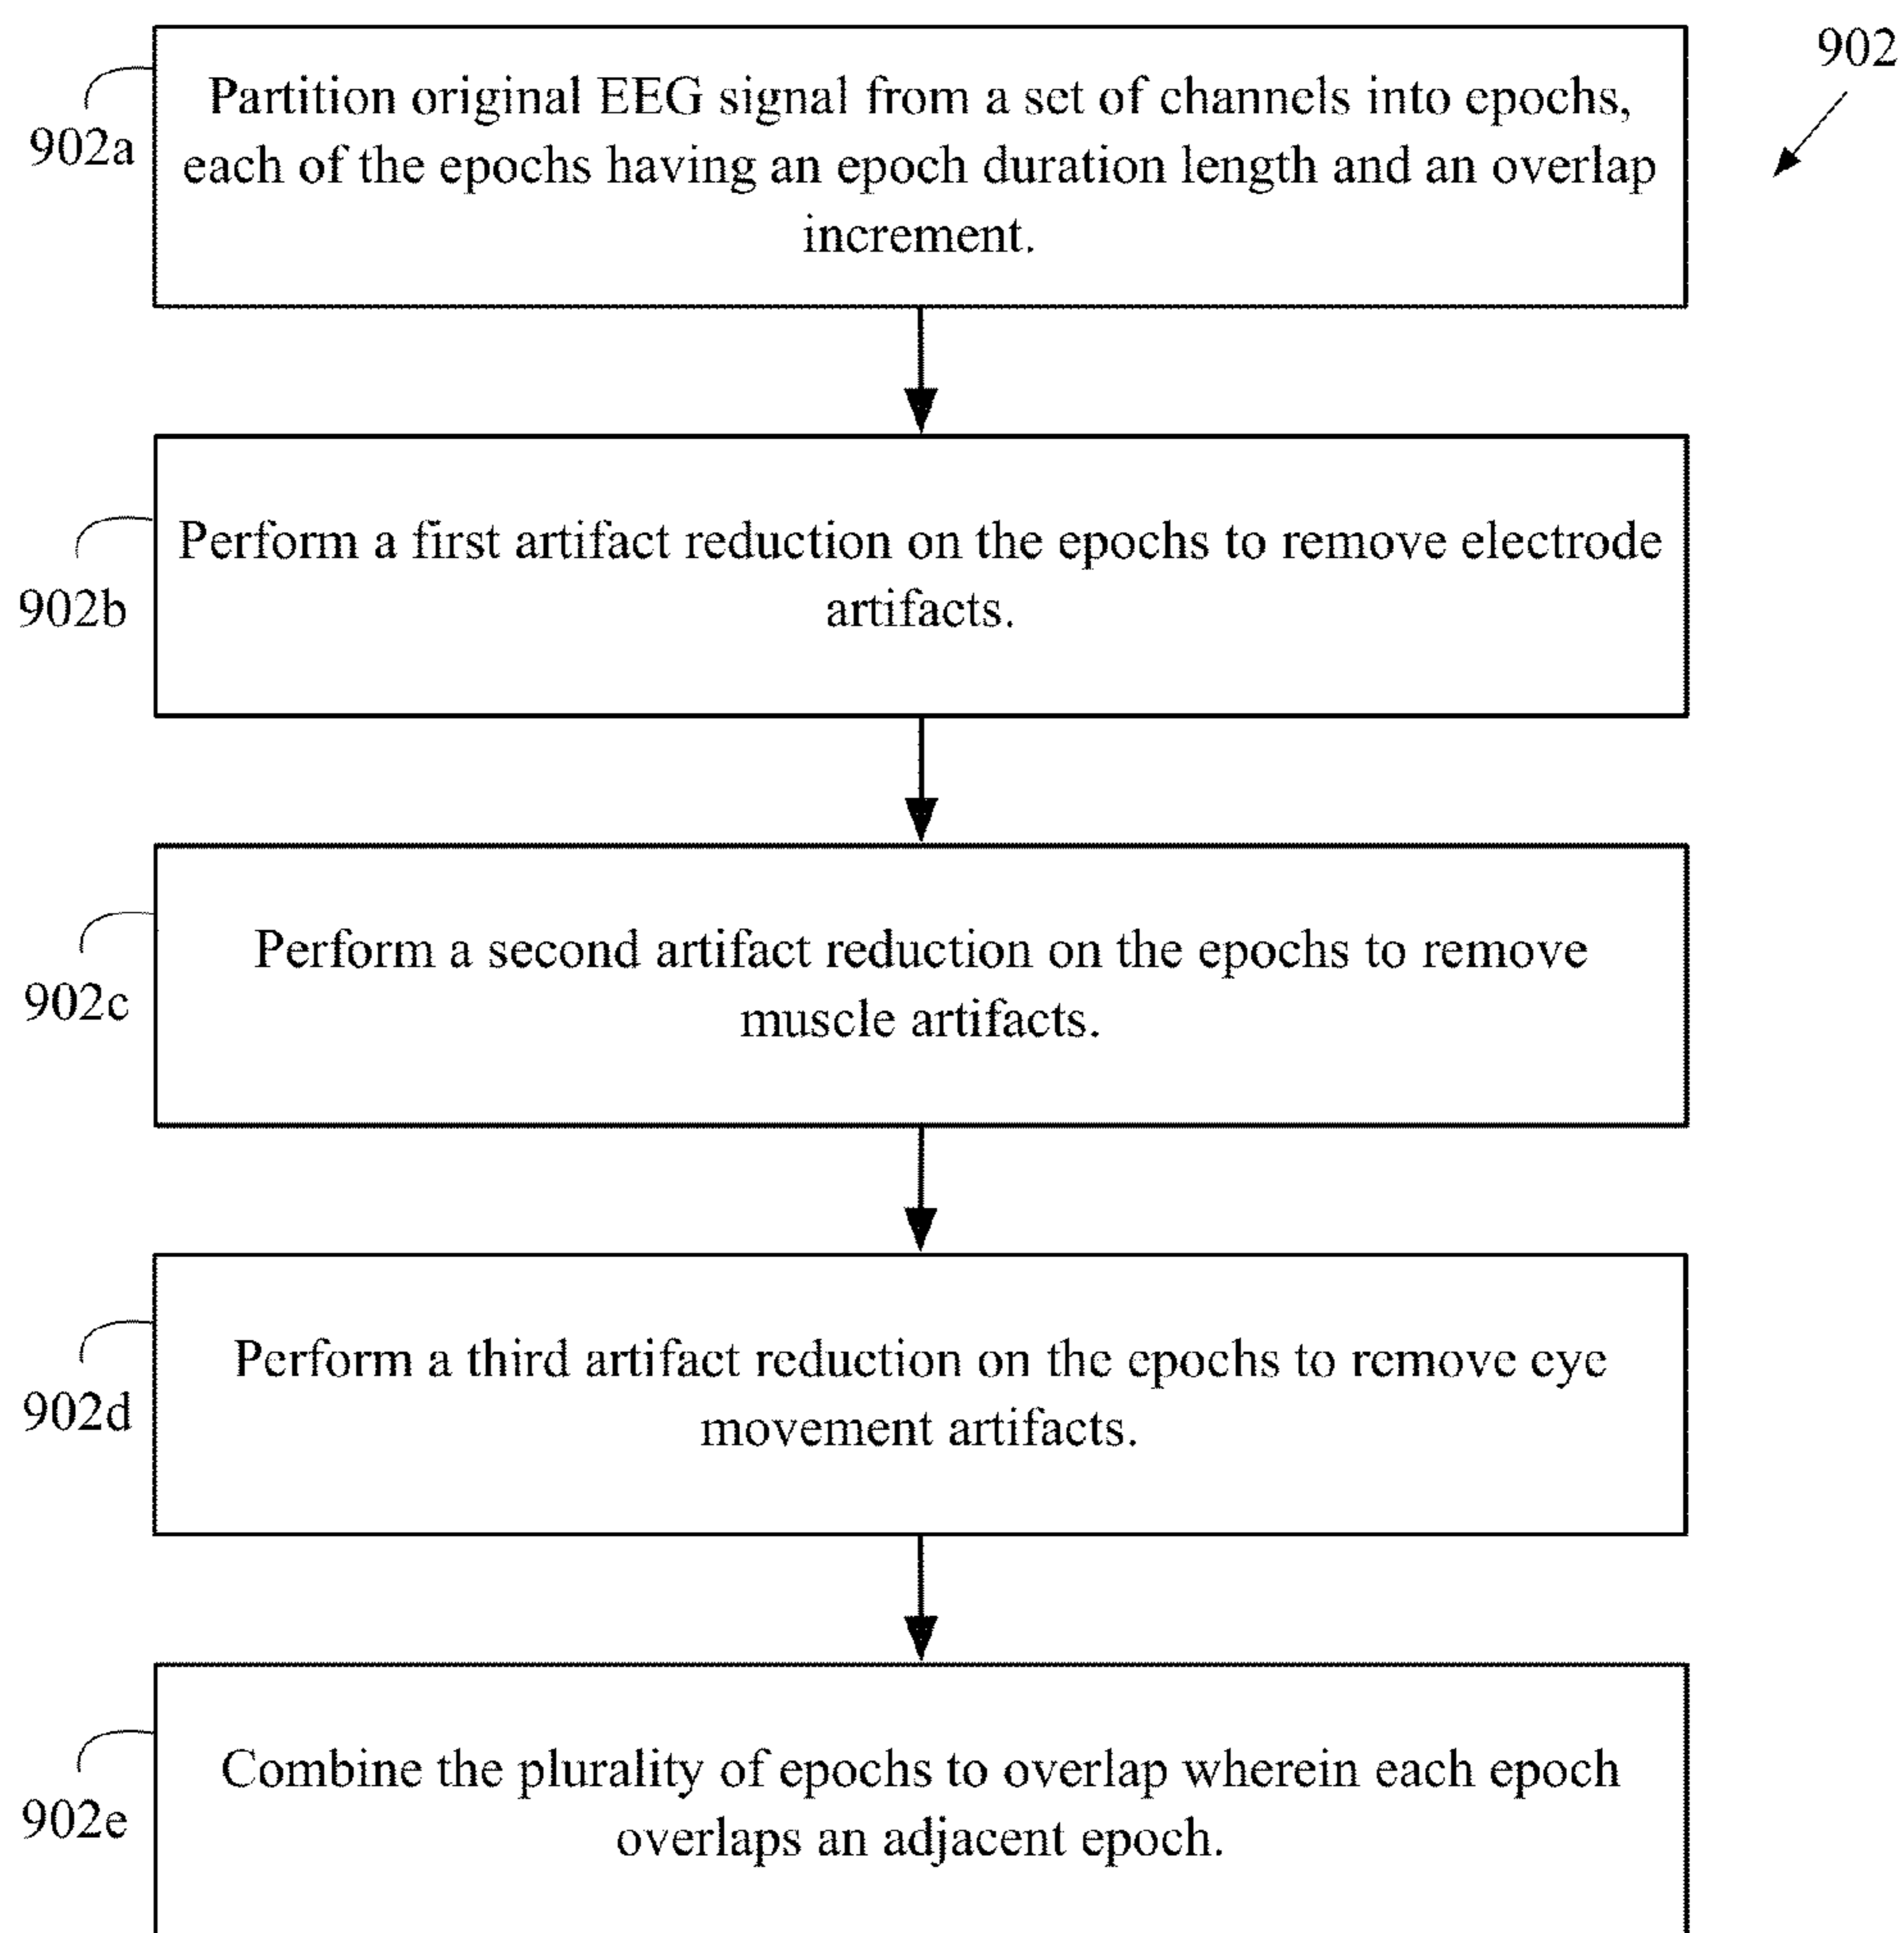 902
902a
Partition original EEG signal from a set of channels into epochs,
each of the epochs having an epoch duration length and an overlap
increment.
902b
Perform a first artifact reduction on the epochs to remove electrode
artifacts.
902c
Perform a second artifact reduction on the epochs to remove
muscle artifacts.
902d
Perform a third artifact reduction on the epochs to remove eye
movement artifacts.
902e
Combine the plurality of epochs to overlap wherein each epoch
overlaps an adjacent epoch.